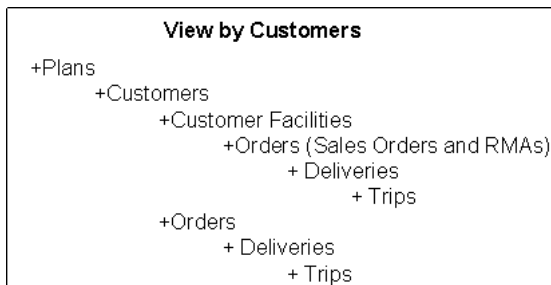 View by Customers
+Plans
+Customers
+Customer Facilities
+Orders (Sales Orders and RMAs)
+ Deliveries
+ Trips
+Orders
+ Deliveries
+ Trips